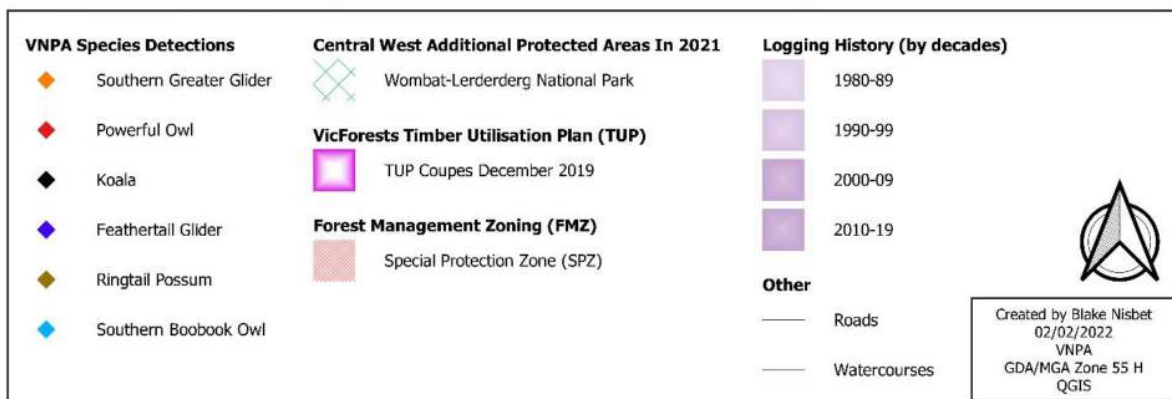 VNPA Species Detections
Southern Greater Glider
Powerful Owl
Koala
Feathertail Glider
Ringtail Possum
Southern Boobook Owl
Central West Additional Protected Areas In 2021
Wombat-Lerderderg National Park
VicForests Timber Utilisation Plan (TUP)
TUP Coupes December 2019
Forest Management Zoning (FMZ)
Special Protection Zone (SPZ)
Logging History (by decades)
1980-89
1990-99
2000-09
2010-19
Other
Roads
Watercourses
Created by Blake Nisbet
02/02/2022
VNPA
GDA/MGA Zone 55 H
QGIS